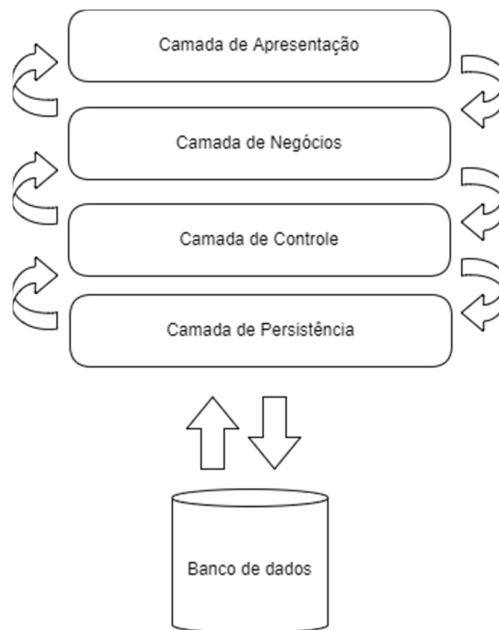 Camada de Apresentação
Camada de Negócios
Camada de Controle
Camada de Persistência
Banco de dados